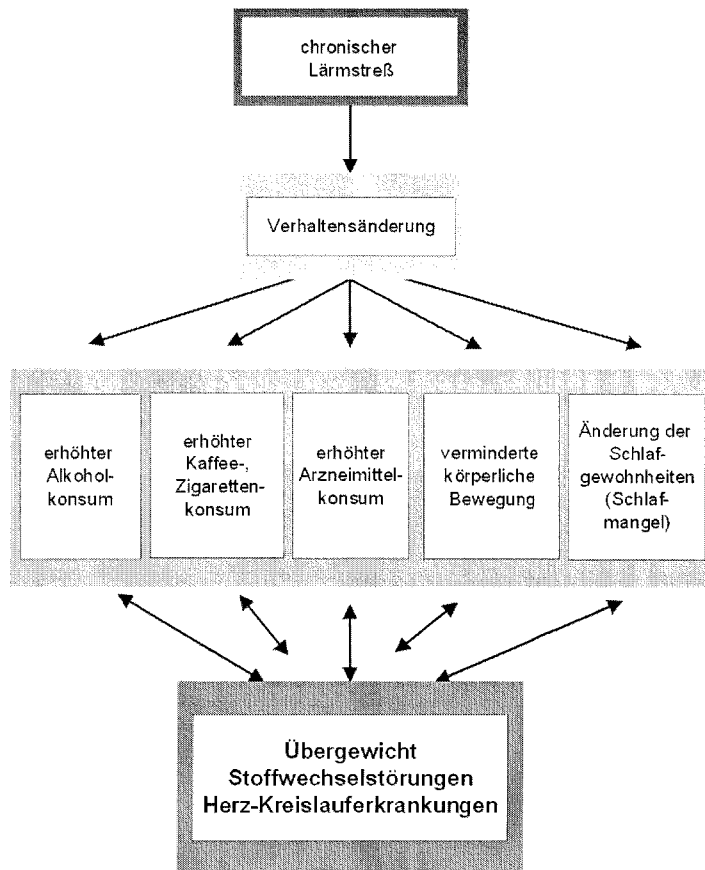 chronischer
Lärmstreß
Verhaltensänderung
erhöhter
Alkohol-
konsum
erhöhter
Kaffee-,
Zigaretten-
konsum
erhöhter
Arzneimittel-
konsum
verminderte
körperliche
Bewegung
Änderung der
Schlaf-
gewohnheiten
(Schlaf-
mangel)
Übergewicht
Stoffwechselstörungen
Herz-Kreislauferkrankungen